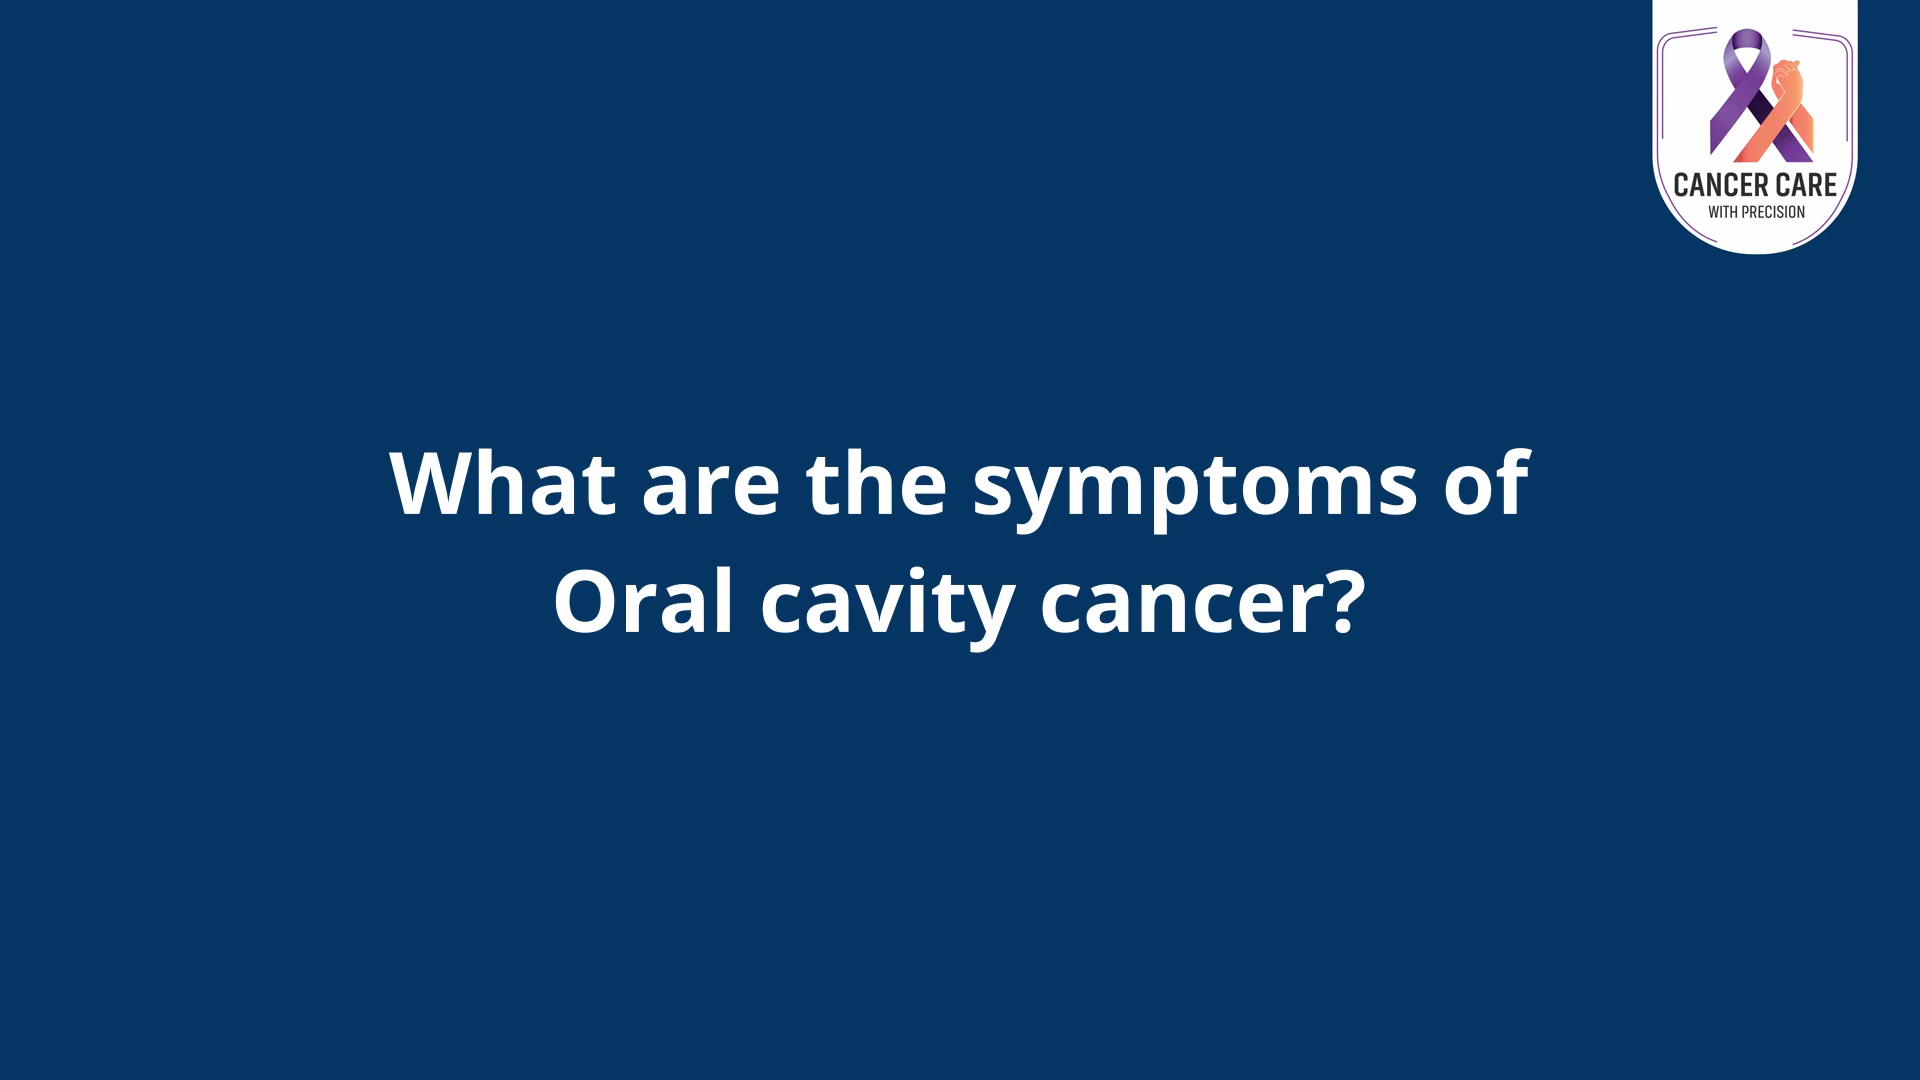 CANCER CARE
WITH PRECISION
What are the symptoms of
Oral cavity cancer?